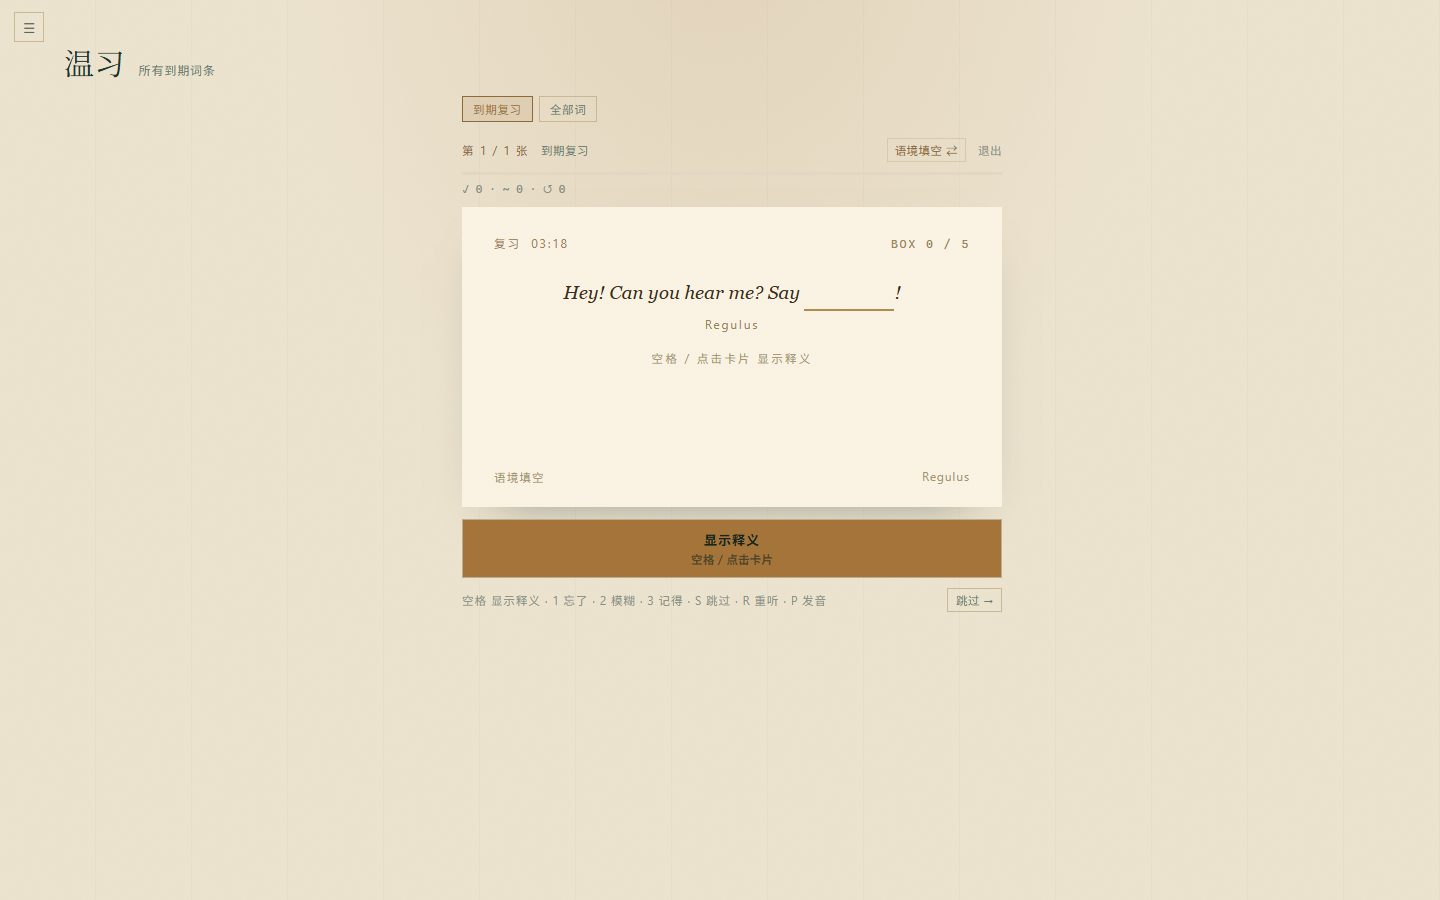 ☰
温习 所有到期词条
到期复习 全部词
第 1 / 1 张 到期复习 语境填空 ⇄ 退出
✓ 0 · ~ 0 · ↺ 0
复习 03:18 BOX 0 / 5
Hey! Can you hear me? Say ________!
Regulus
空格 / 点击卡片 显示释义
语境填空 Regulus
显示释义
空格 / 点击卡片
空格 显示释义 · 1 忘了 · 2 模糊 · 3 记得 · S 跳过 · R 重听 · P 发音 跳过 →